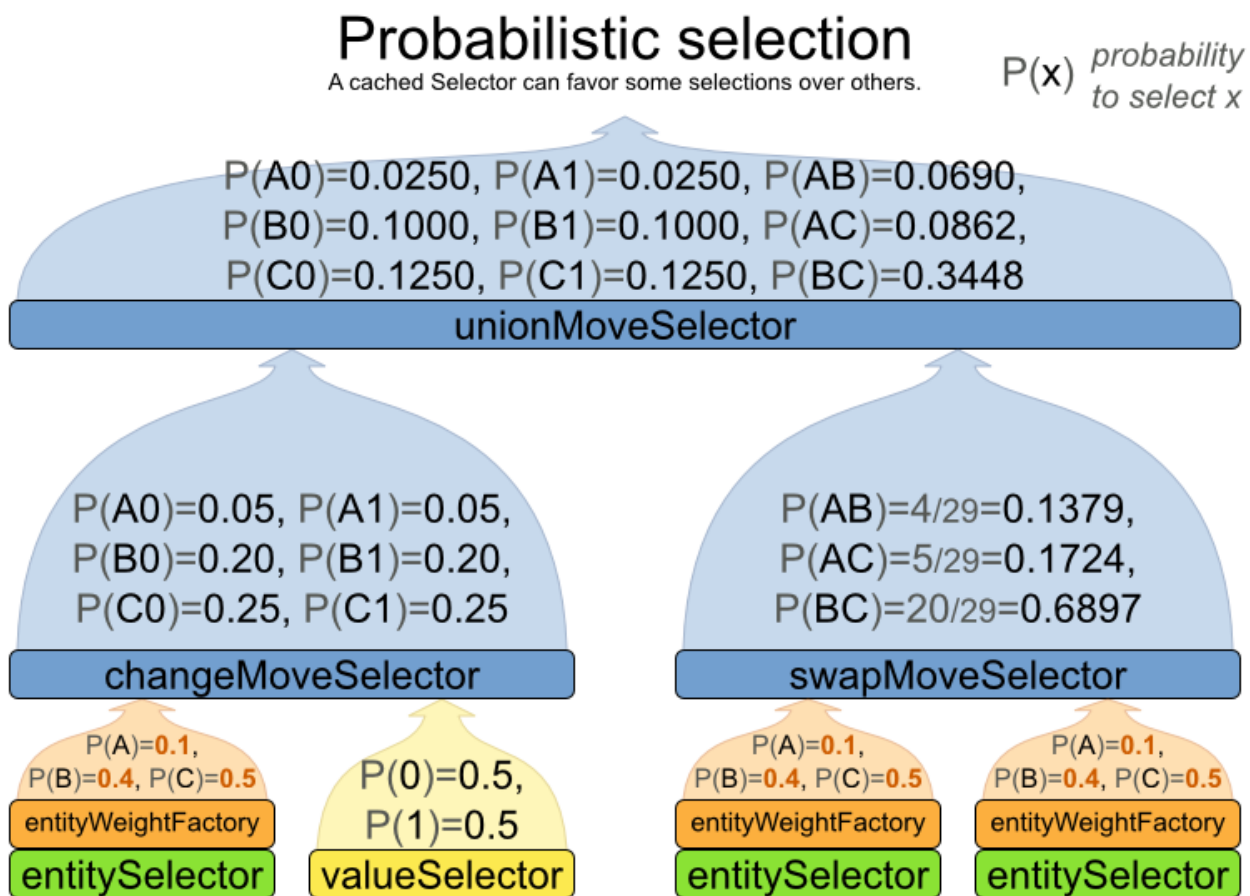 Probabilistic selection
A cached Selector can favor some selections over others.
P(x) probability
to select x
P(A0)=0.0250, P(A1)=0.0250, P(AB)=0.0690,
P(B0)=0.1000, P(B1)=0.1000, P(AC)=0.0862,
P(C0)=0.1250, P(C1)=0.1250, P(BC)=0.3448
unionMoveSelector
P(A0)=0.05, P(A1)=0.05,
P(B0)=0.20, P(B1)=0.20,
P(C0)=0.25, P(C1)=0.25
changeMoveSelector
P(AB)=4/29=0.1379,
P(AC)=5/29=0.1724,
P(BC)=20/29=0.6897
swapMoveSelector
P(A)=0.1,
P(B)=0.4, P(C)=0.5
entityWeightFactory
entitySelector
P(0)=0.5,
P(1)=0.5
valueSelector
P(A)=0.1,
P(B)=0.4, P(C)=0.5
entityWeightFactory
entitySelector
P(A)=0.1,
P(B)=0.4, P(C)=0.5
entityWeightFactory
entitySelector